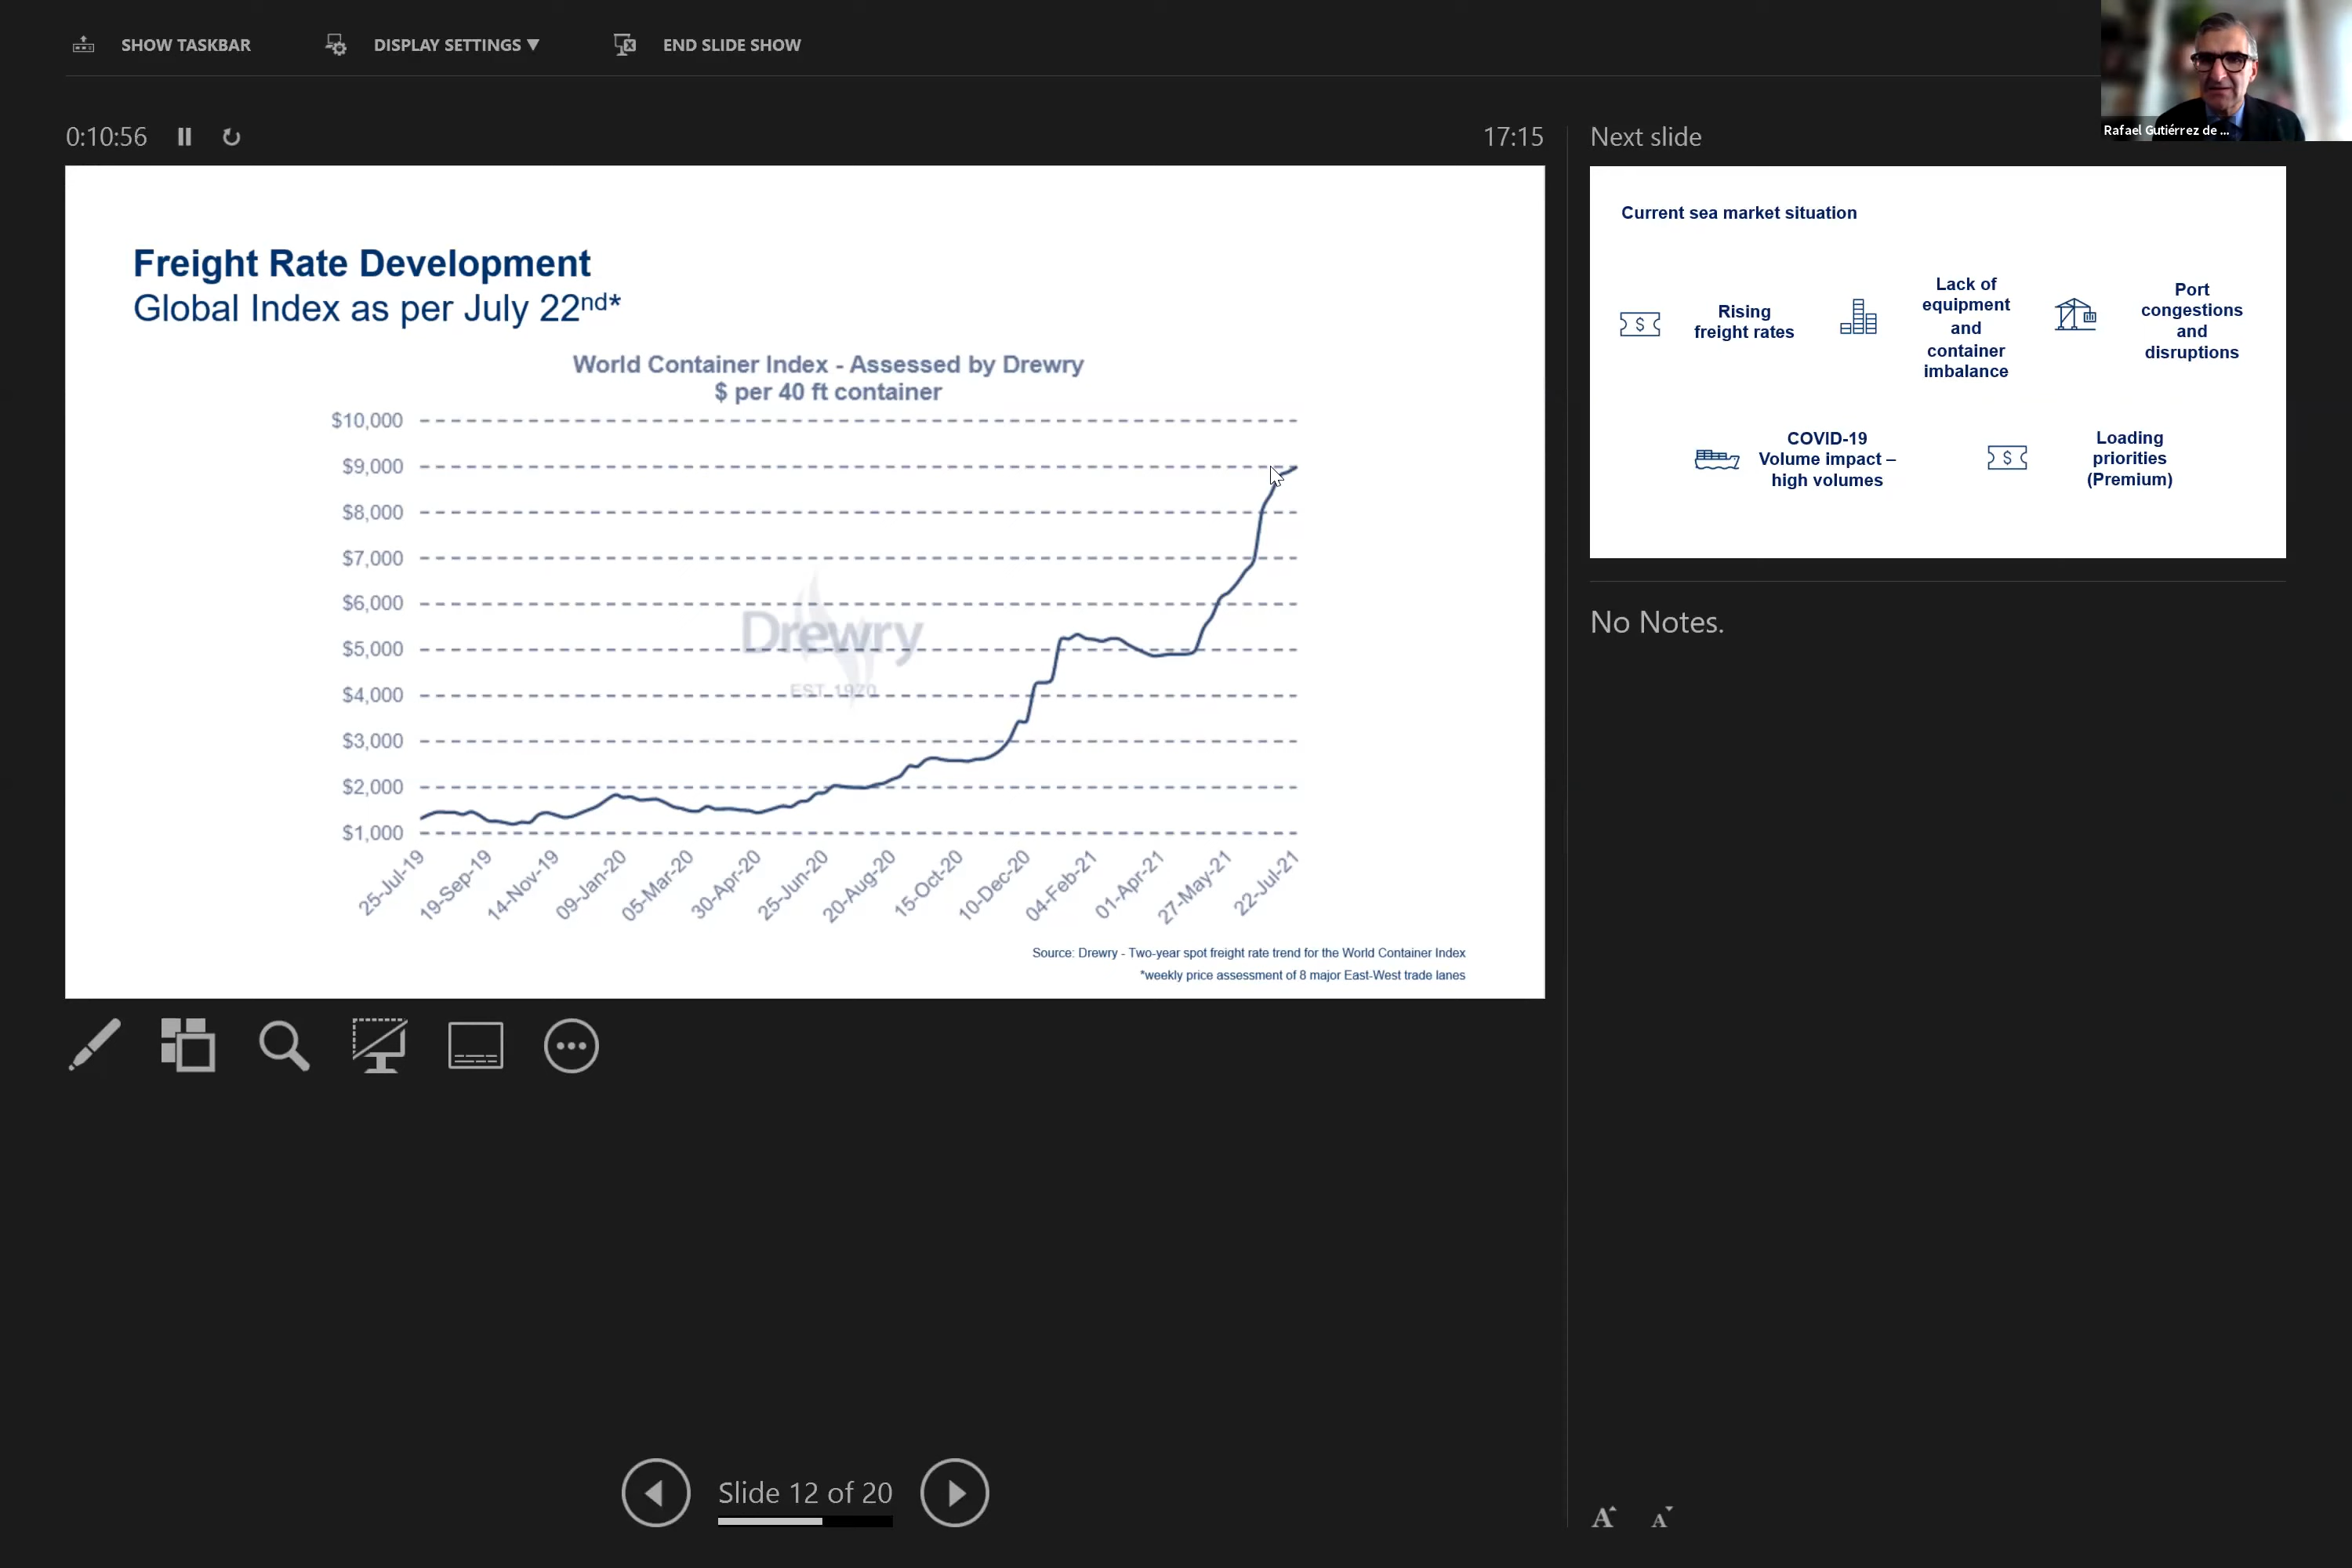 SHOW TASKBAR
DISPLAY SETTINGS ▼
END SLIDE SHOW
Rafael Gutiérrez de ...
0:10:56
17:15
Next slide
Freight Rate Development
Global Index as per July 22nd*
World Container Index - Assessed by Drewry
$ per 40 ft container
$10,000
$9,000
$8,000
$7,000
$6,000
$5,000
$4,000
$3,000
$2,000
$1,000
Drewry
EST. 1970
25-Jul-19
19-Sep-19
14-Nov-19
09-Jan-20
05-Mar-20
30-Apr-20
25-Jun-20
20-Aug-20
15-Oct-20
10-Dec-20
04-Feb-21
01-Apr-21
27-May-21
22-Jul-21
Source: Drewry - Two-year spot freight rate trend for the World Container Index
*weekly price assessment of 8 major East-West trade lanes
Current sea market situation
Rising
freight rates
Lack of
equipment
and
container
imbalance
Port
congestions
and
disruptions
COVID-19
Volume impact –
high volumes
Loading
priorities
(Premium)
No Notes.
Slide 12 of 20
A
A